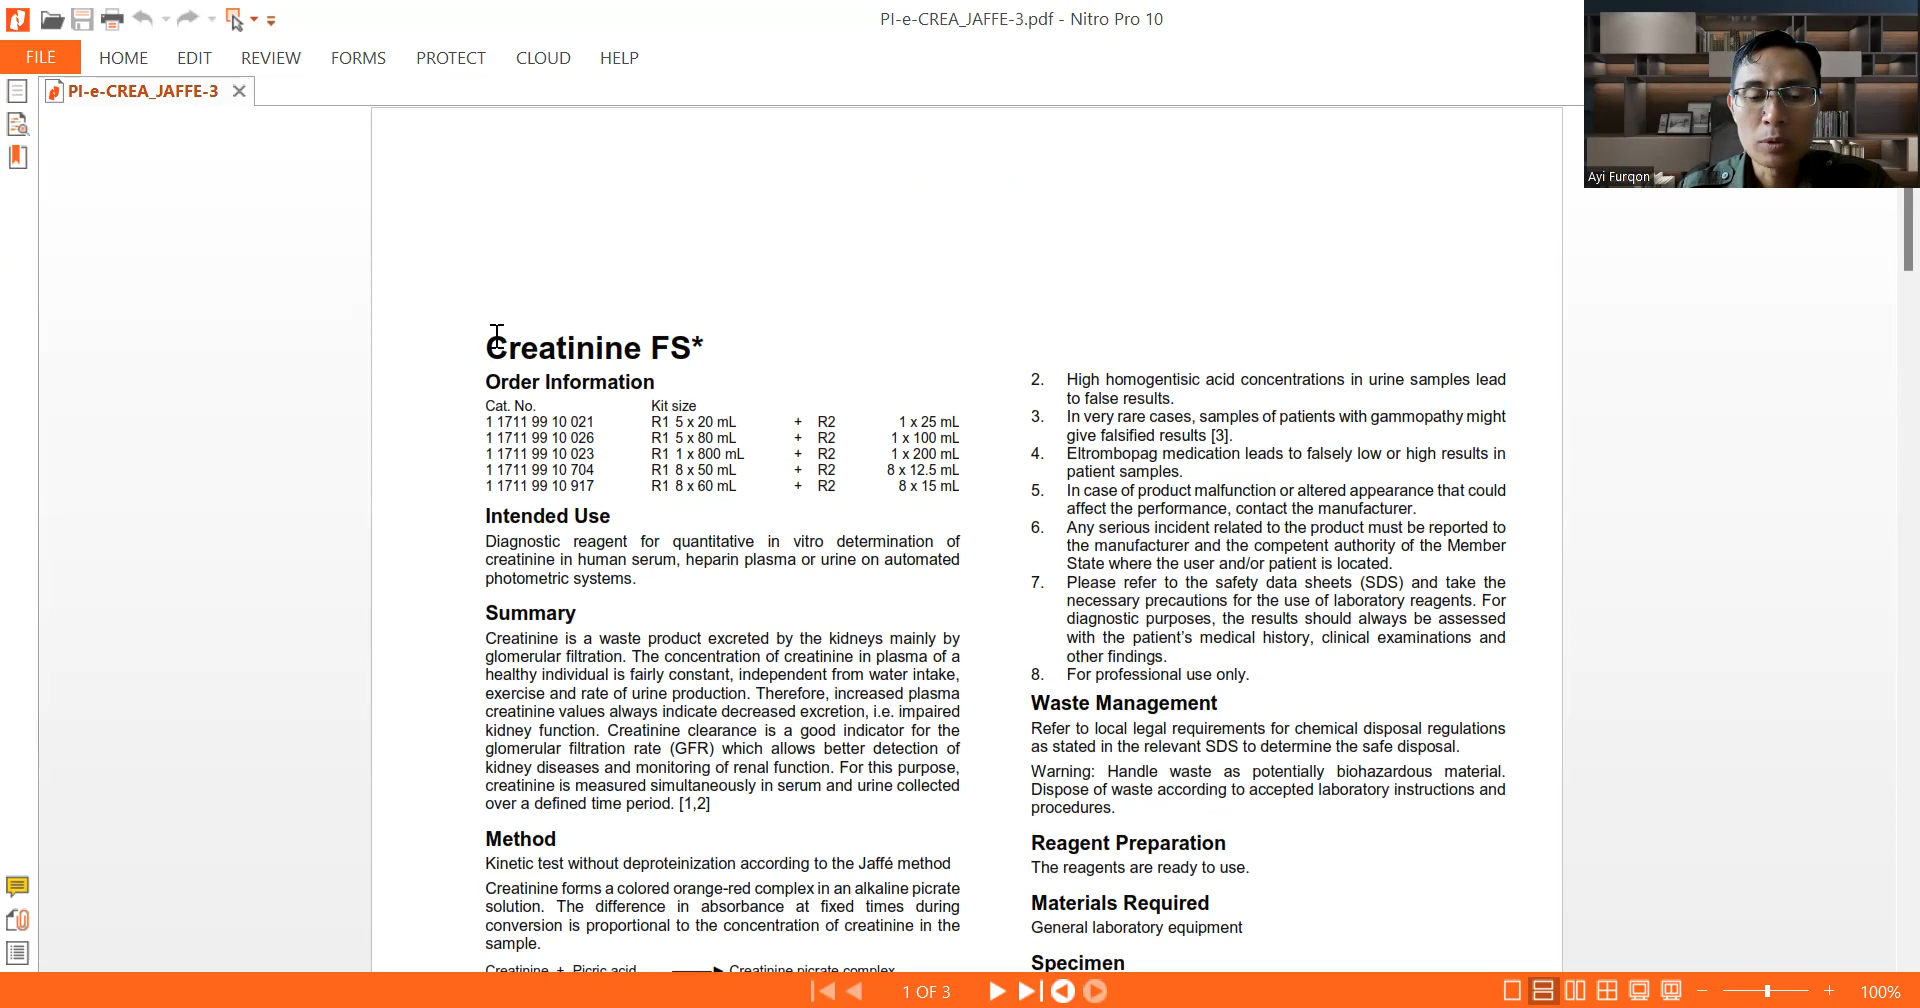 PI-e-CREA_JAFFE-3.pdf - Nitro Pro 10
FILE HOME EDIT REVIEW FORMS PROTECT CLOUD HELP
PI-e-CREA_JAFFE-3
Ayi Furqon
Creatinine FS*
Order Information
Cat. No. Kit size
1 1711 99 10 021 R1 5 x 20 mL + R2 1 x 25 mL
1 1711 99 10 026 R1 5 x 80 mL + R2 1 x 100 mL
1 1711 99 10 023 R1 1 x 800 mL + R2 1 x 200 mL
1 1711 99 10 704 R1 8 x 50 mL + R2 8 x 12.5 mL
1 1711 99 10 917 R1 8 x 60 mL + R2 8 x 15 mL
Intended Use
Diagnostic reagent for quantitative in vitro determination of
creatinine in human serum, heparin plasma or urine on automated
photometric systems.
Summary
Creatinine is a waste product excreted by the kidneys mainly by
glomerular filtration. The concentration of creatinine in plasma of a
healthy individual is fairly constant, independent from water intake,
exercise and rate of urine production. Therefore, increased plasma
creatinine values always indicate decreased excretion, i.e. impaired
kidney function. Creatinine clearance is a good indicator for the
glomerular filtration rate (GFR) which allows better detection of
kidney diseases and monitoring of renal function. For this purpose,
creatinine is measured simultaneously in serum and urine collected
over a defined time period. [1,2]
Method
Kinetic test without deproteinization according to the Jaffé method
Creatinine forms a colored orange-red complex in an alkaline picrate
solution. The difference in absorbance at fixed times during
conversion is proportional to the concentration of creatinine in the
sample.
Creatinine + Picric acid Creatinine picrate complex
2. High homogentisic acid concentrations in urine samples lead
to false results.
3. In very rare cases, samples of patients with gammopathy might
give falsified results [3].
4. Eltrombopag medication leads to falsely low or high results in
patient samples.
5. In case of product malfunction or altered appearance that could
affect the performance, contact the manufacturer.
6. Any serious incident related to the product must be reported to
the manufacturer and the competent authority of the Member
State where the user and/or patient is located.
7. Please refer to the safety data sheets (SDS) and take the
necessary precautions for the use of laboratory reagents. For
diagnostic purposes, the results should always be assessed
with the patient's medical history, clinical examinations and
other findings.
8. For professional use only.
Waste Management
Refer to local legal requirements for chemical disposal regulations
as stated in the relevant SDS to determine the safe disposal.
Warning: Handle waste as potentially biohazardous material.
Dispose of waste according to accepted laboratory instructions and
procedures.
Reagent Preparation
The reagents are ready to use.
Materials Required
General laboratory equipment
Specimen
1 OF 3
100%